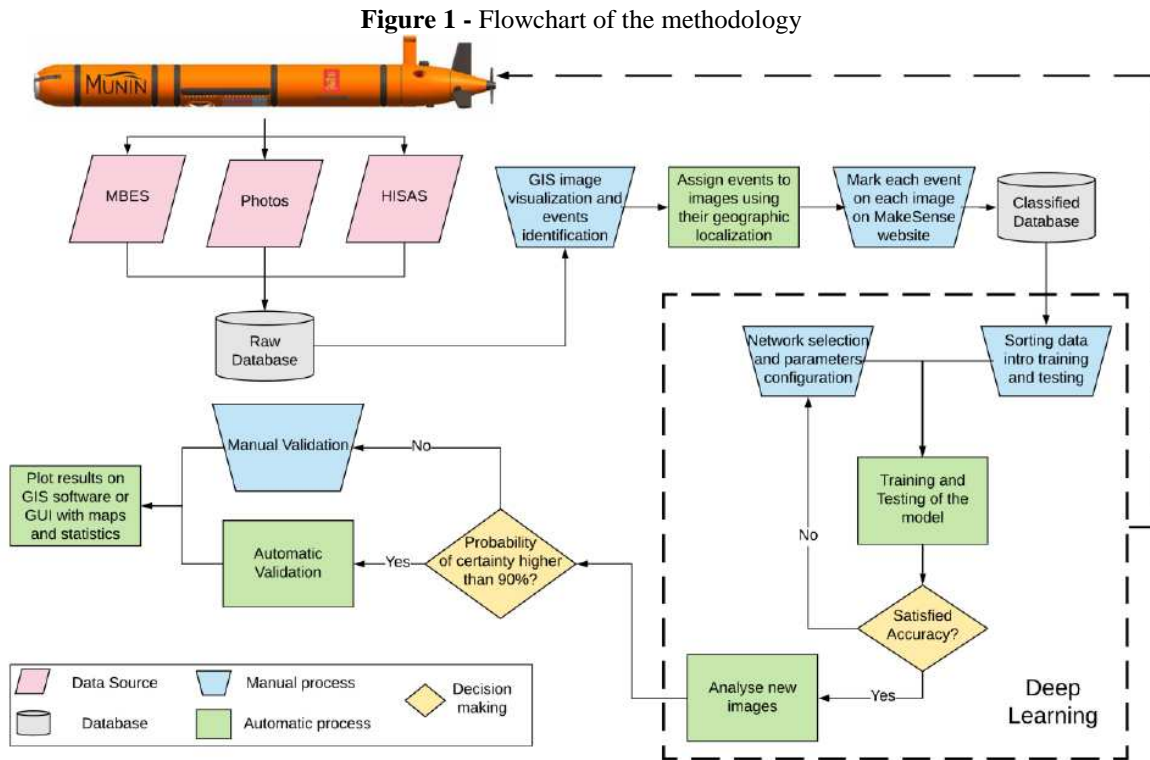 Figure 1 - Flowchart of the methodology
MUNIN
MBES
Photos
HISAS
Raw
Database
GIS image
visualization and
events
identification
Assign events to
images using
their geographic
localization
Mark each event
on each image
on MakeSense
website
Classified
Database
Network selection
and parameters
configuration
Sorting data
intro training
and testing
Training and
Testing of the
model
No
Satisfied
Accuracy?
Yes
Analyse new
images
Deep
Learning
Manual Validation
No
Probability
of certainty higher
than 90%?
Yes
Automatic
Validation
Plot results on
GIS software or
GUI with maps
and statistics
Data Source
Manual process
Decision
making
Database
Automatic process